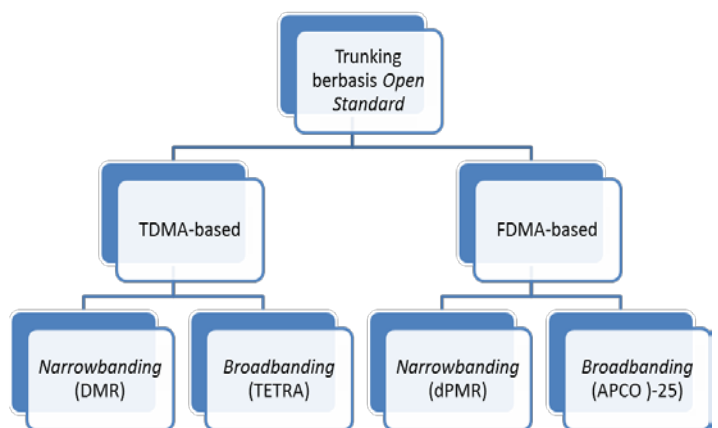 Trunking
berbasis Open
Standard
TDMA-based
FDMA-based
Narrowbanding
(DMR)
Broadbanding
(TETRA)
Narrowbanding
(dPMR)
Broadbanding
(APCO )-25)